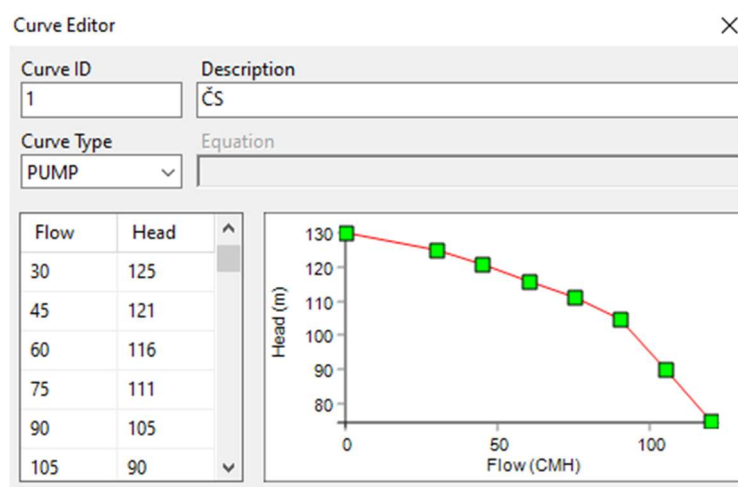 Curve Editor
Curve ID Description
1 ČS
Curve Type Equation
PUMP
Flow Head
30 125
45 121
60 116
75 111
90 105
105 90
130
120
110
100
90
80
Head (m)
0 50 100
Flow (CMH)